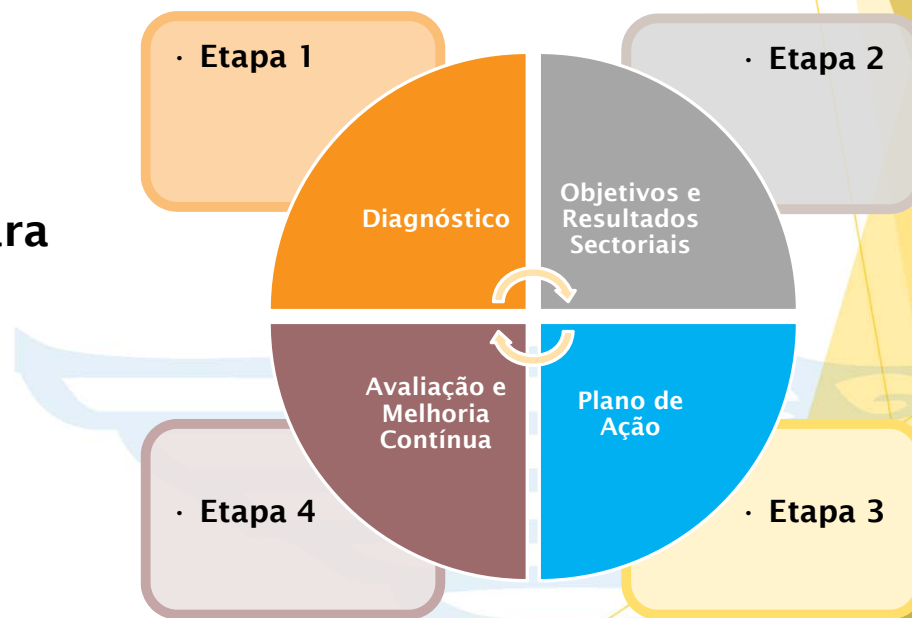 · Etapa 1
· Etapa 2
Diagnóstico
Objetivos e
Resultados
Sectoriais
Avaliação e
Melhoria
Contínua
Plano de
Ação
· Etapa 4
· Etapa 3